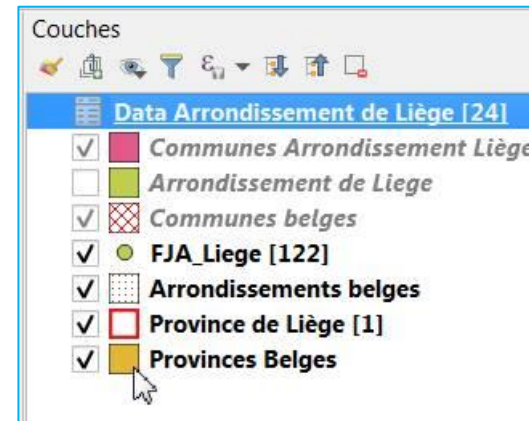 Couches
Data Arrondissement de Liège [24]
Communes Arrondissement Liège
Arrondissement de Liege
Communes belges
FJA_Liege [122]
Arrondissements belges
Province de Liège [1]
Provinces Belges